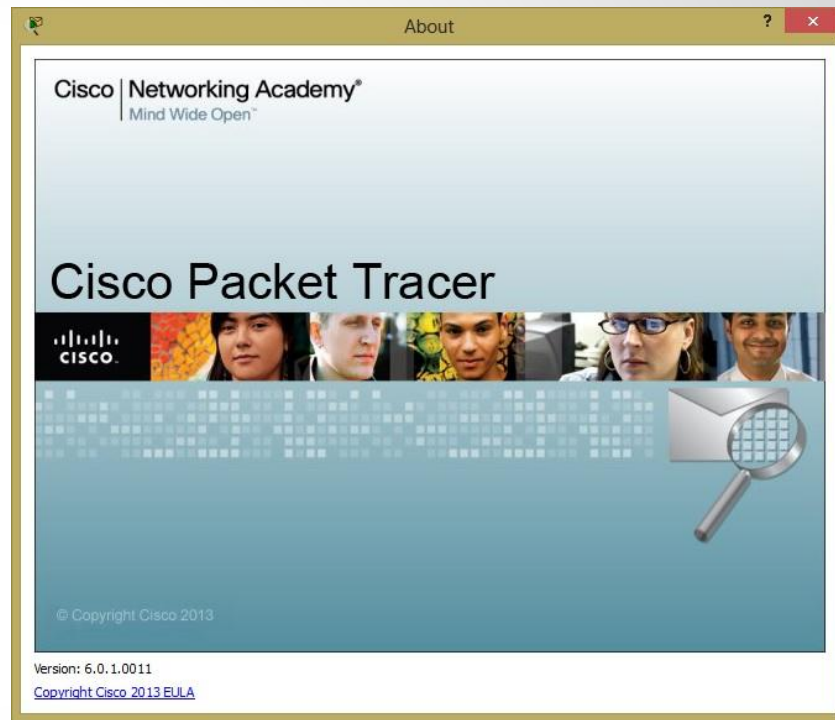 About
?
Cisco | Networking Academy®
Mind Wide Open™
Cisco Packet Tracer
CISCO
© Copyright Cisco 2013
Version: 6.0.1.0011
Copyright Cisco 2013 EULA